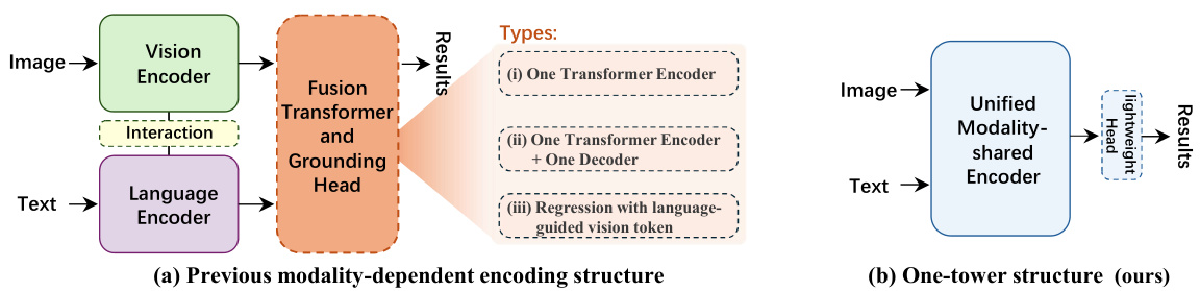 Image
Vision
Encoder
Interaction
Text
Language
Encoder
Fusion
Transformer
and
Grounding
Head
Results
Types:
(i) One Transformer Encoder
(ii) One Transformer Encoder
+ One Decoder
(iii) Regression with language-
guided vision token
(a) Previous modality-dependent encoding structure
Image
Text
Unified
Modality-
shared
Encoder
lightweight
Head
Results
(b) One-tower structure (ours)